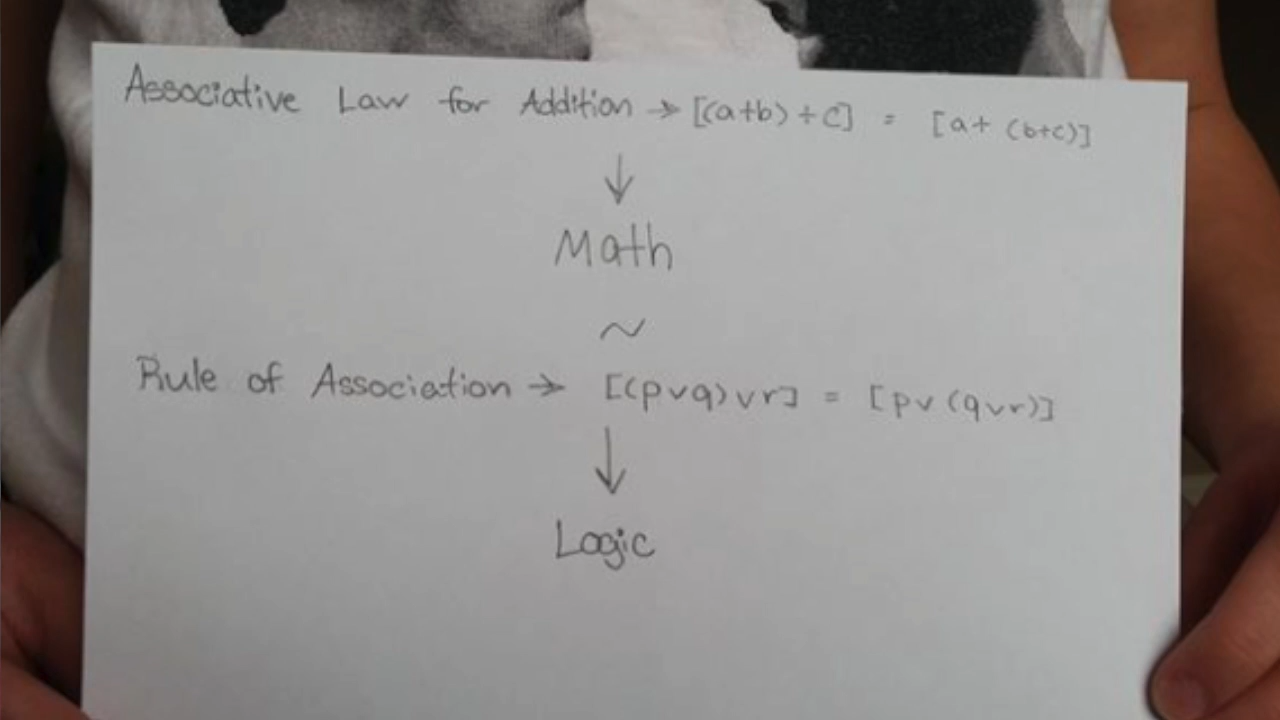 Associative Law for Addition → [(a+b)+c] = [a+ (b+c)]
↓
Math
~
Rule of Association → [(p∨q)∨r] = [p∨(q∨r)]
↓
Logic